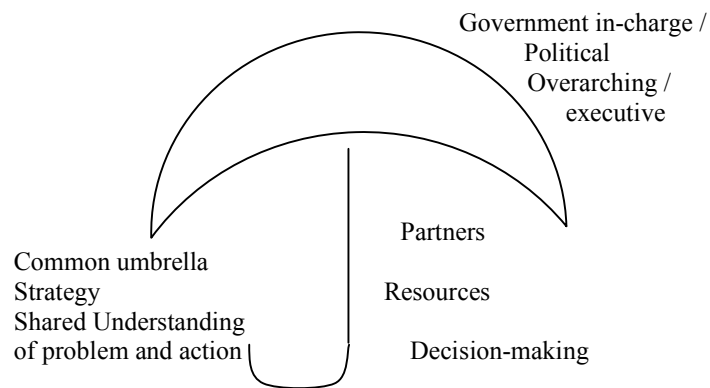 Government in-charge /
Political
Overarching /
executive
Partners
Common umbrella
Strategy
Resources
Shared Understanding
of problem and action
Decision-making